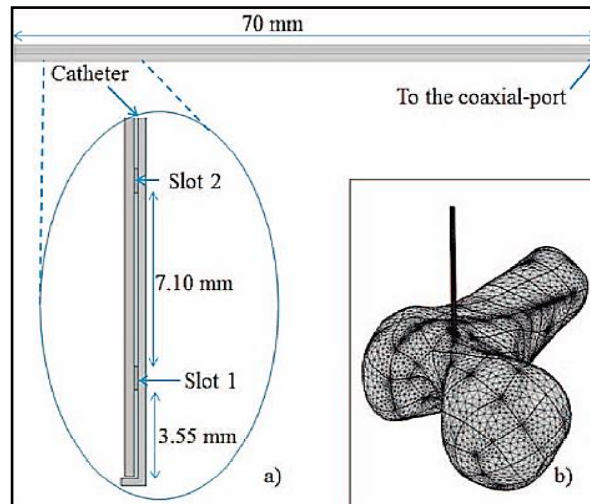 70 mm
Catheter
To the coaxial-port
Slot 2
7.10 mm
Slot 1
3.55 mm
a)
b)